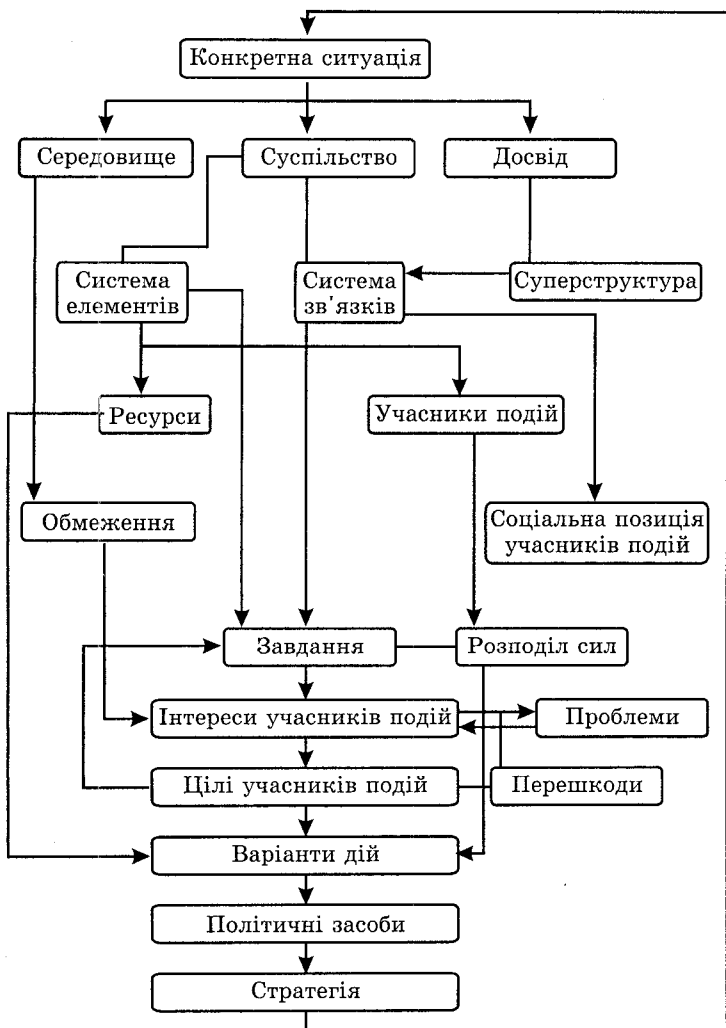 Конкретна ситуація
Середовище
Суспільство
Досвід
Система
елементів
Система
зв'язків
Суперструктура
Ресурси
Учасники подій
Обмеження
Соціальна позиція
учасників подій
Завдання
Розподіл сил
Інтереси учасників подій
Проблеми
Цілі учасників подій
Перешкоди
Варіанти дій
Політичні засоби
Стратегія